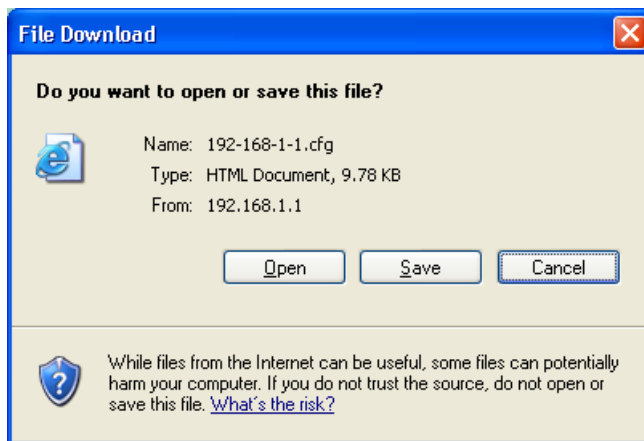 File Download
Do you want to open or save this file?
Name: 192-168-1-1.cfg
Type: HTML Document, 9.78 KB
From: 192.168.1.1
Open Save Cancel
While files from the Internet can be useful, some files can potentially
harm your computer. If you do not trust the source, do not open or
save this file. What's the risk?